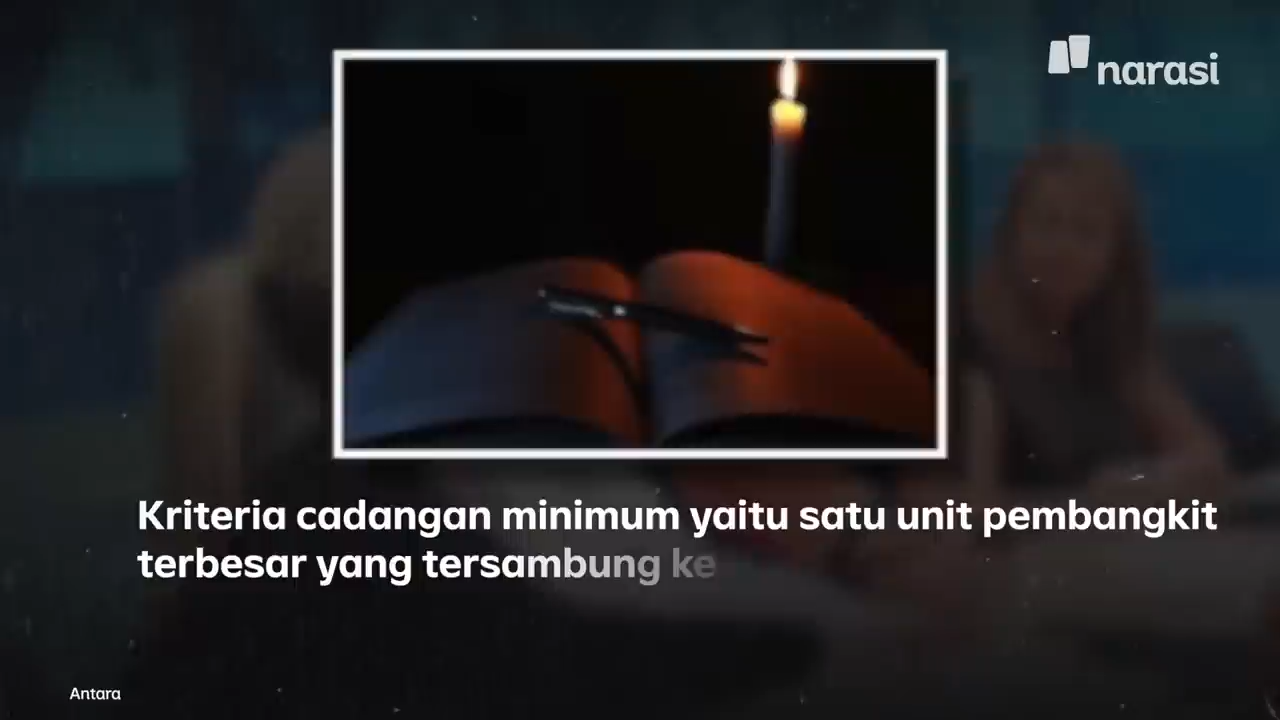 narasi
Kriteria cadangan minimum yaitu satu unit pembangkit
terbesar yang tersambung ke
Antara